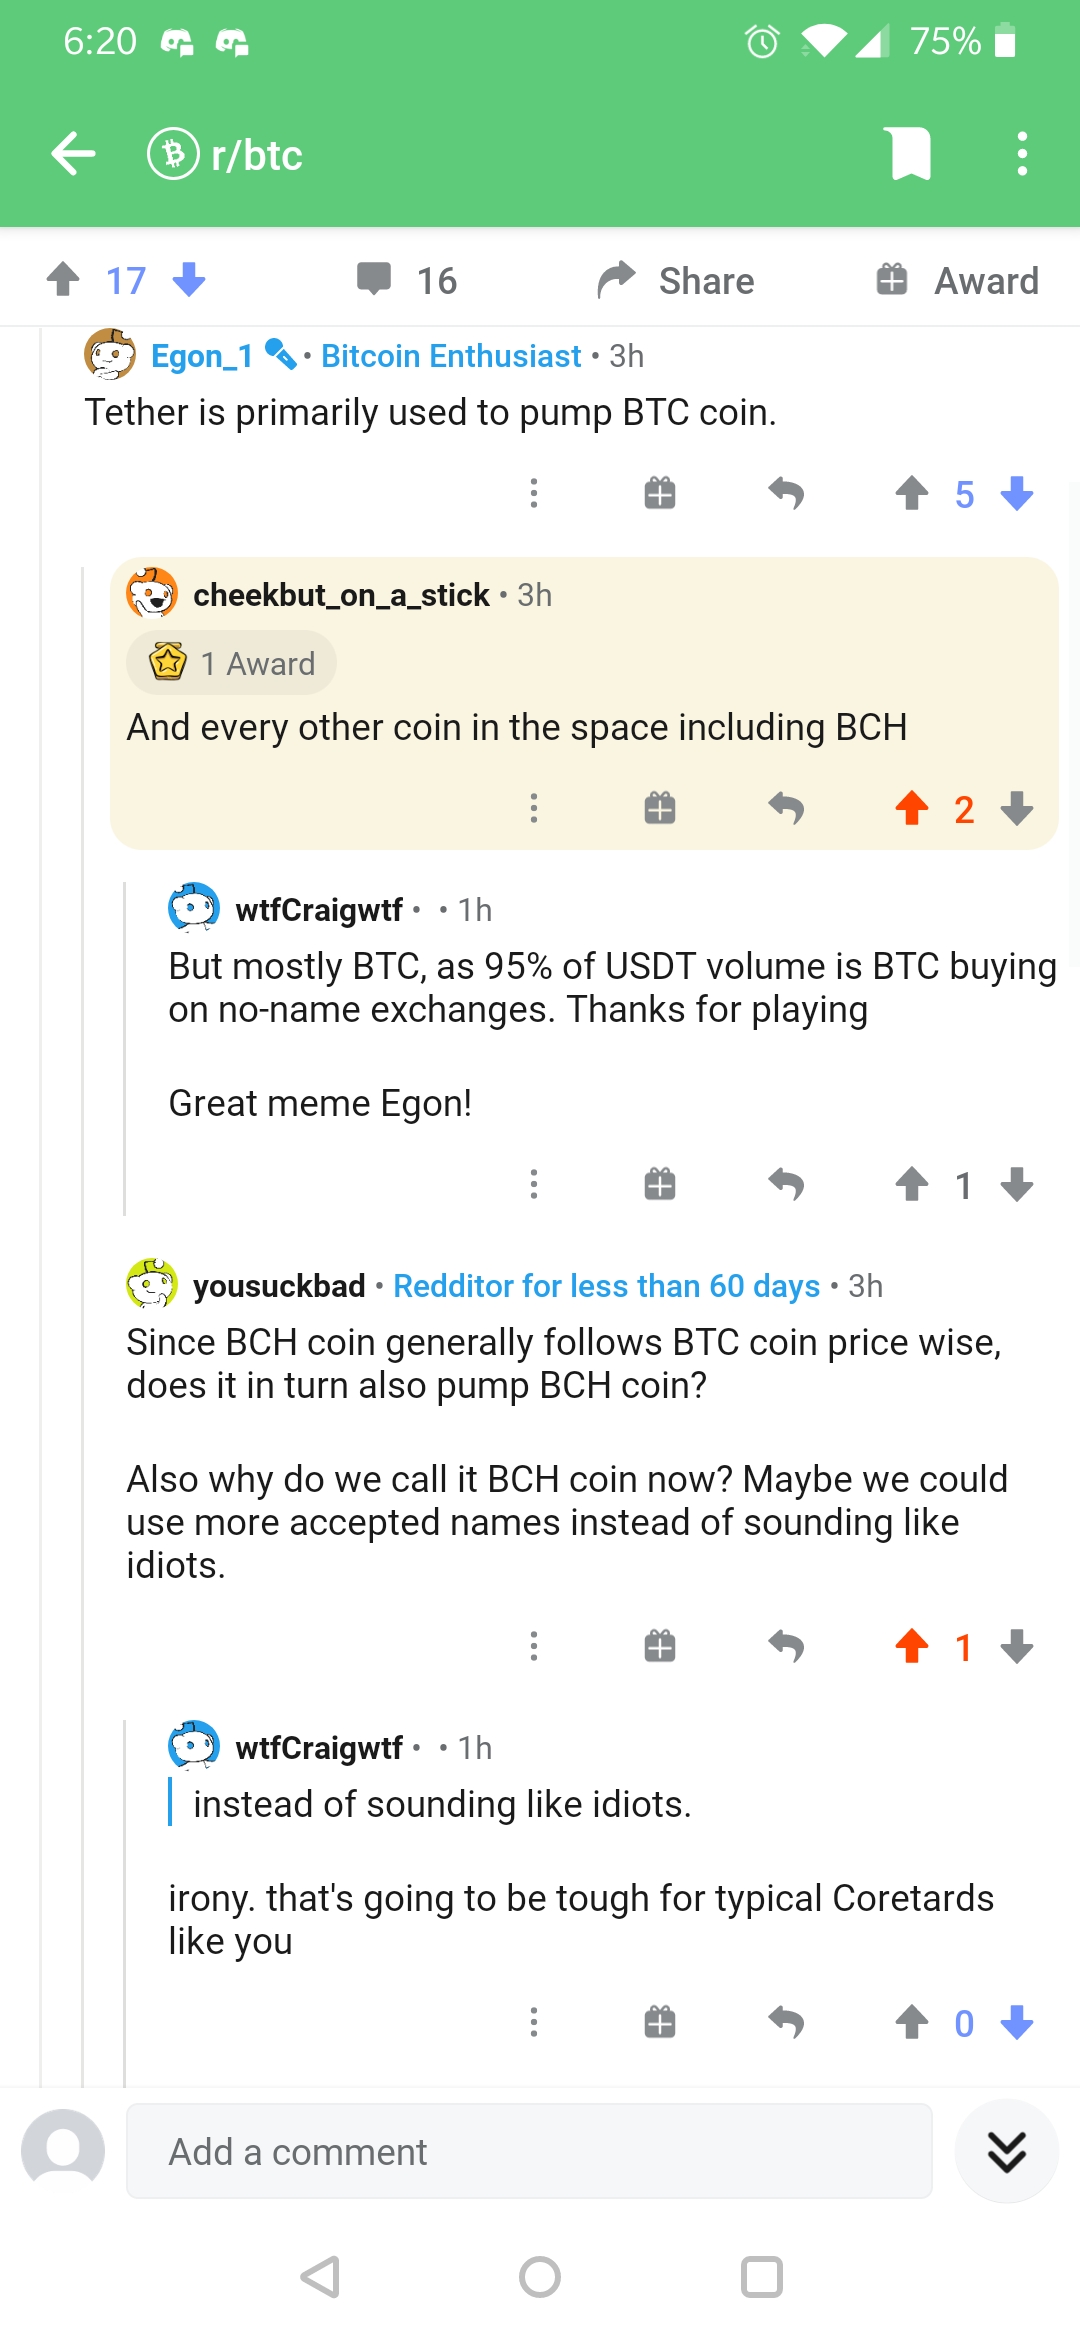 6:20
75%
r/btc
17
16
Share
Award
Egon_1 • Bitcoin Enthusiast • 3h
Tether is primarily used to pump BTC coin.
5
cheekbut_on_a_stick • 3h
1 Award
And every other coin in the space including BCH
2
wtfCraigwtf • • 1h
But mostly BTC, as 95% of USDT volume is BTC buying
on no-name exchanges. Thanks for playing
Great meme Egon!
1
yousuckbad • Redditor for less than 60 days • 3h
Since BCH coin generally follows BTC coin price wise,
does it in turn also pump BCH coin?
Also why do we call it BCH coin now? Maybe we could
use more accepted names instead of sounding like
idiots.
1
wtfCraigwtf • • 1h
instead of sounding like idiots.
irony. that's going to be tough for typical Coretards
like you
0
Add a comment